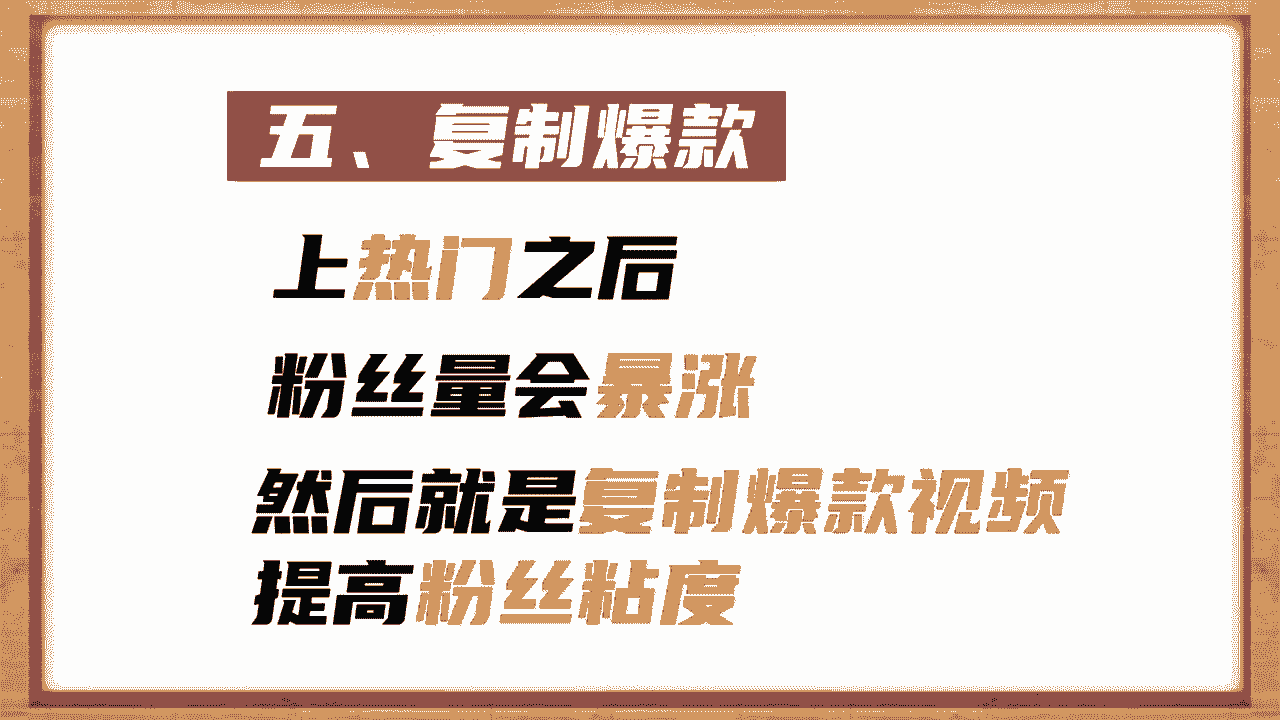 五、复制爆款
上热门之后
粉丝量会暴涨
然后就是复制爆款视频
提高粉丝粘度